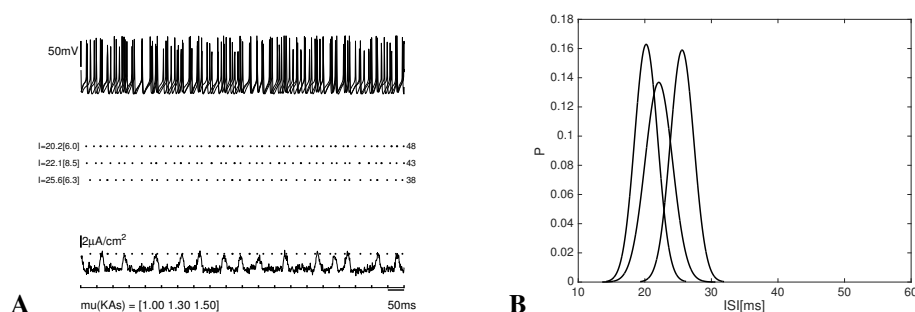 50mV
I=20.2[6.0] 48
I=22.1[8.5] 43
I=25.6[6.3] 38
2μA/cm²
50ms
mu(KAs) = [1.00 1.30 1.50]
A
0.18
0.16
0.14
0.12
0.1
0.08
0.06
0.04
0.02
0
P
10 20 30 40 50 60
ISI[ms]
B